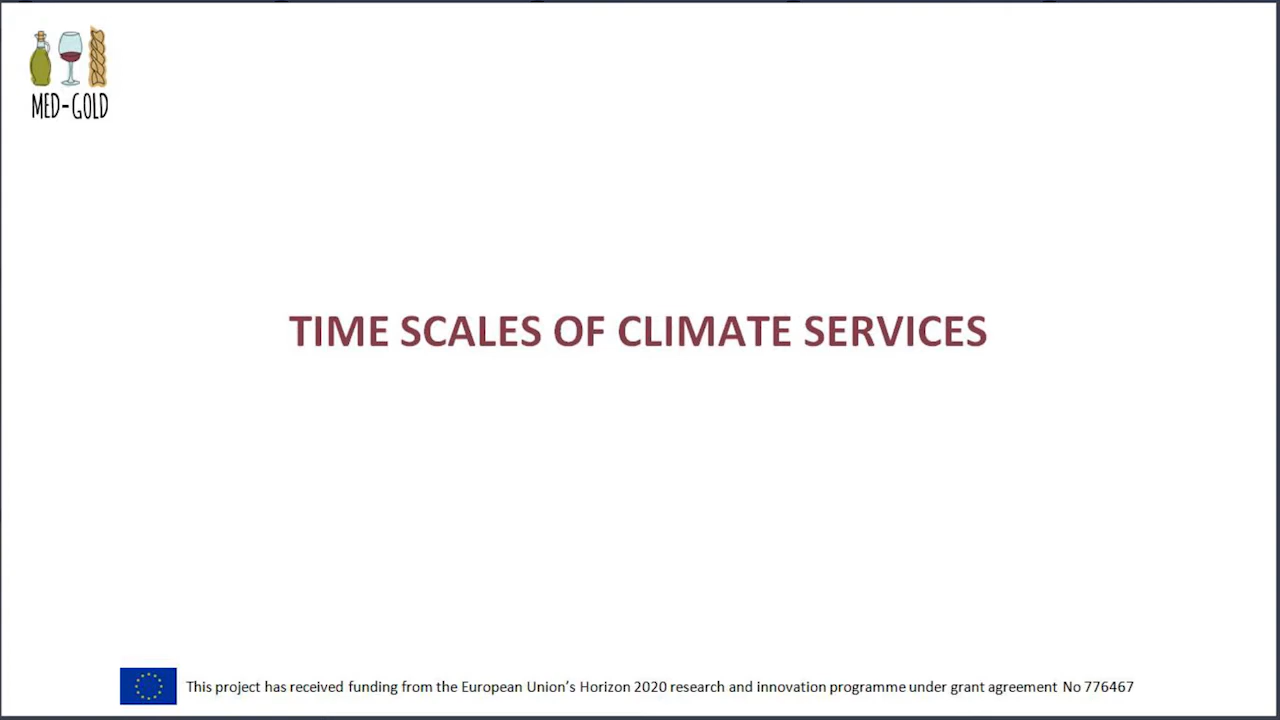 MED-GOLD
TIME SCALES OF CLIMATE SERVICES
This project has received funding from the European Union's Horizon 2020 research and innovation programme under grant agreement No 776467